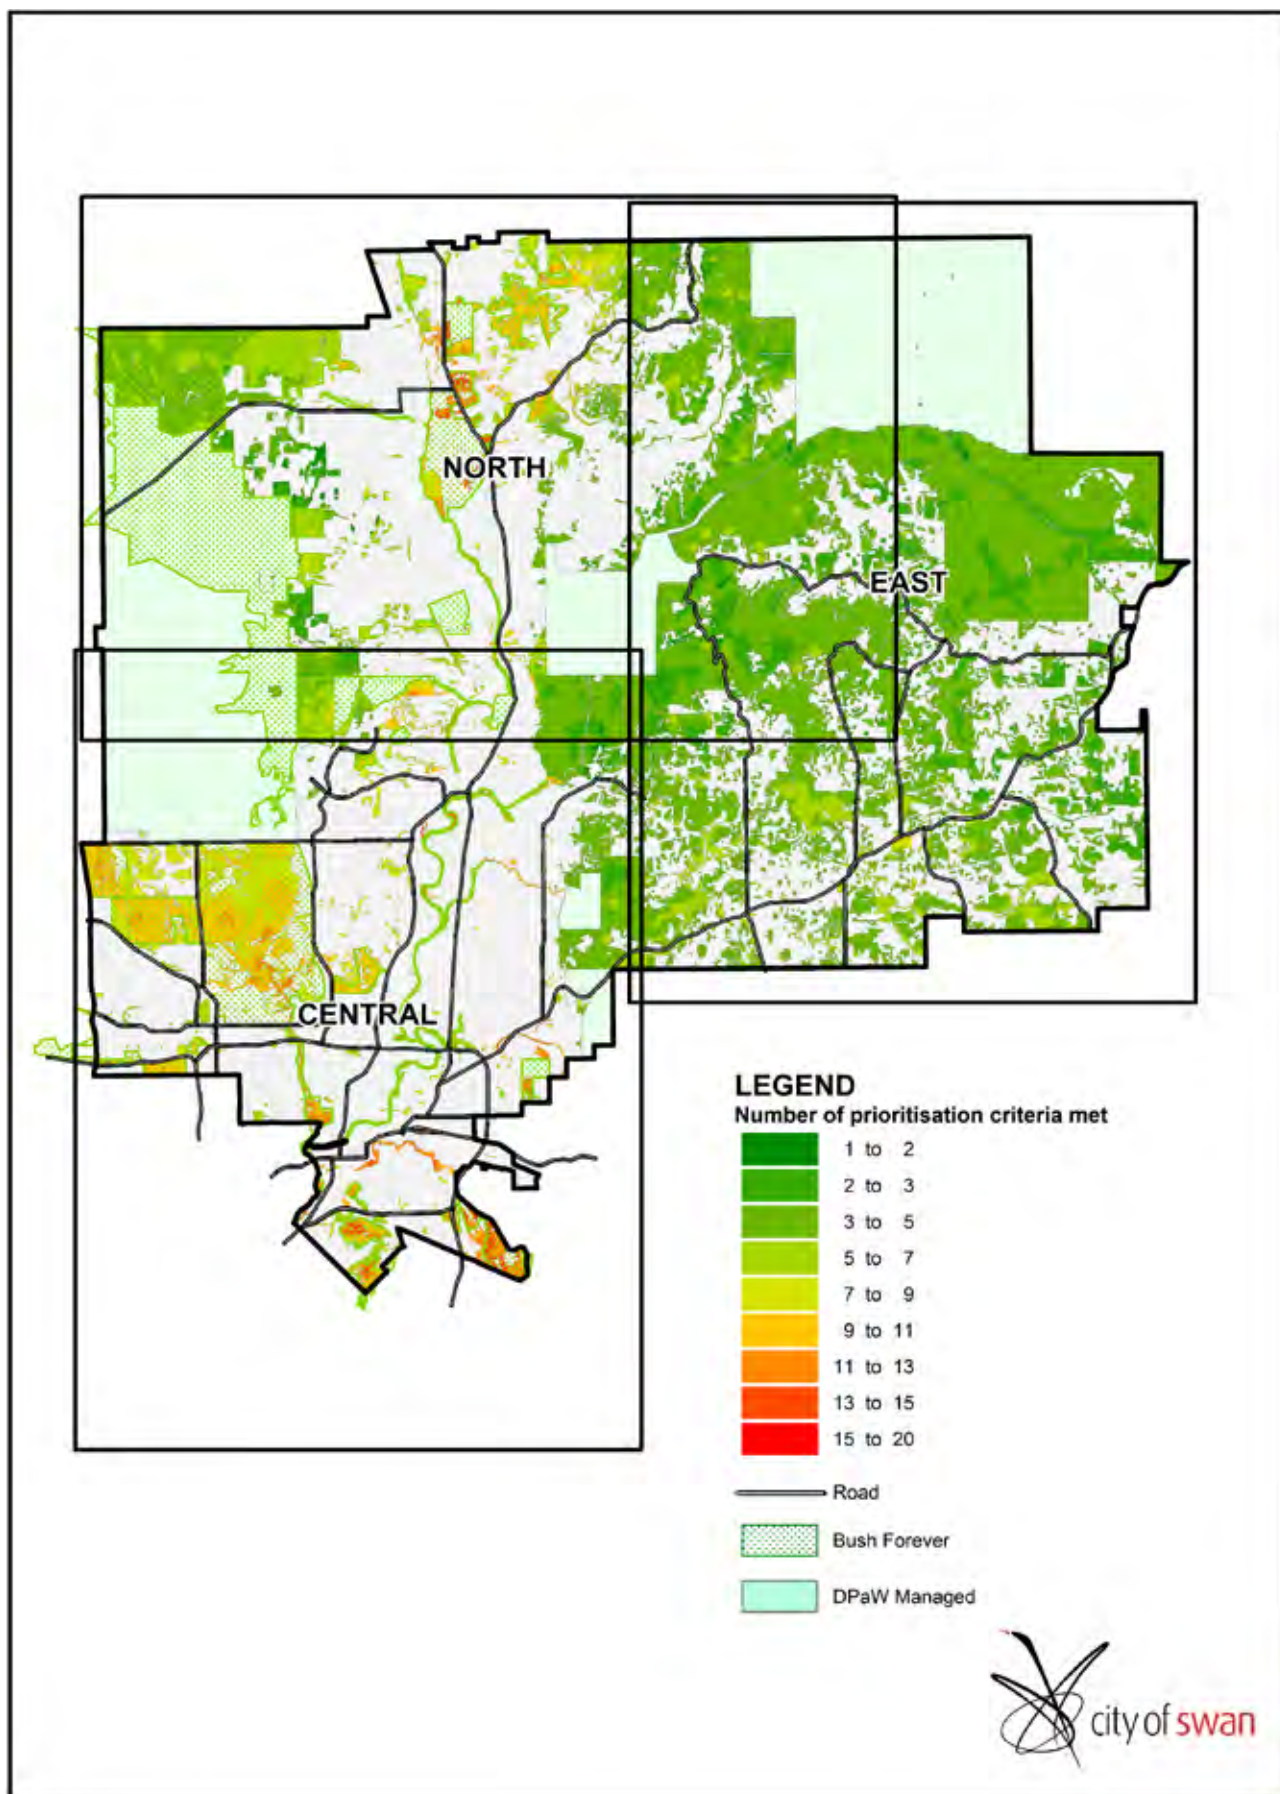 NORTH
EAST
CENTRAL
LEGEND
Number of prioritisation criteria met
1 to 2
2 to 3
3 to 5
5 to 7
7 to 9
9 to 11
11 to 13
13 to 15
15 to 20
Road
Bush Forever
DPaW Managed
city of swan